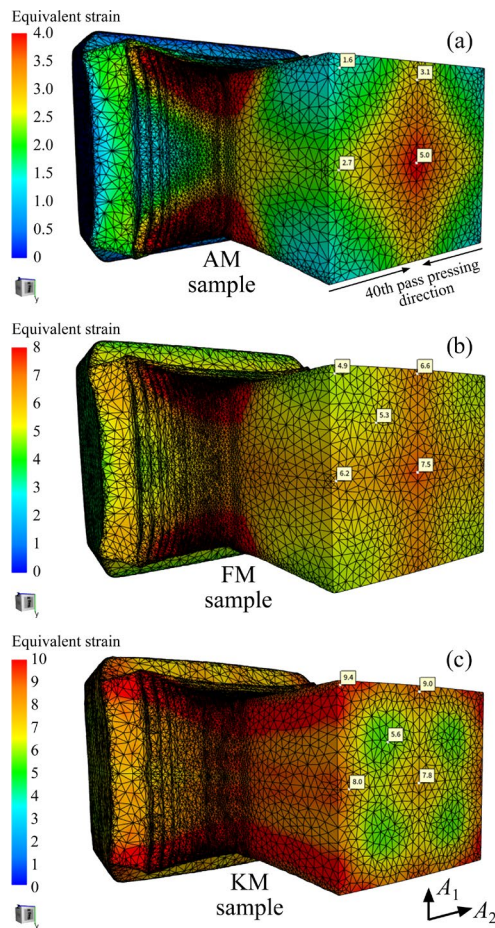 Equivalent strain
(a)
4.0
3.5
3.0
2.5
2.0
1.5
1.0
0.5
0
1.6
3.1
2.7
5.0
AM
sample
40th pass pressing
direction
y
Equivalent strain
(b)
8
7
6
5
4
3
2
1
0
4.9
6.6
5.3
6.2
7.5
FM
sample
y
Equivalent strain
(c)
10
9
8
7
6
5
4
3
2
1
0
9.4
9.0
5.6
8.0
7.8
KM
sample
A1
A2
y